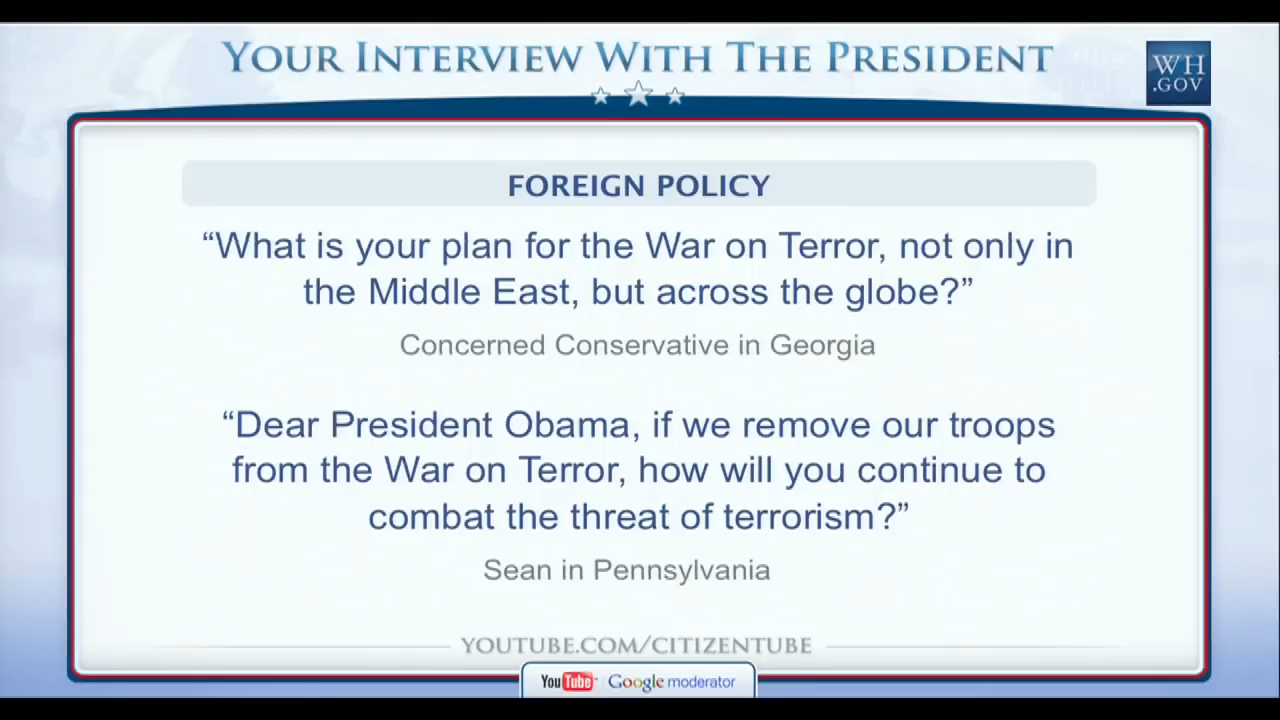 YOUR INTERVIEW WITH THE PRESIDENT
WH
.GOV
FOREIGN POLICY
“What is your plan for the War on Terror, not only in
the Middle East, but across the globe?”
Concerned Conservative in Georgia
“Dear President Obama, if we remove our troops
from the War on Terror, how will you continue to
combat the threat of terrorism?”
Sean in Pennsylvania
YOUTUBE.COM/CITIZENTUBE
YouTube Google moderator